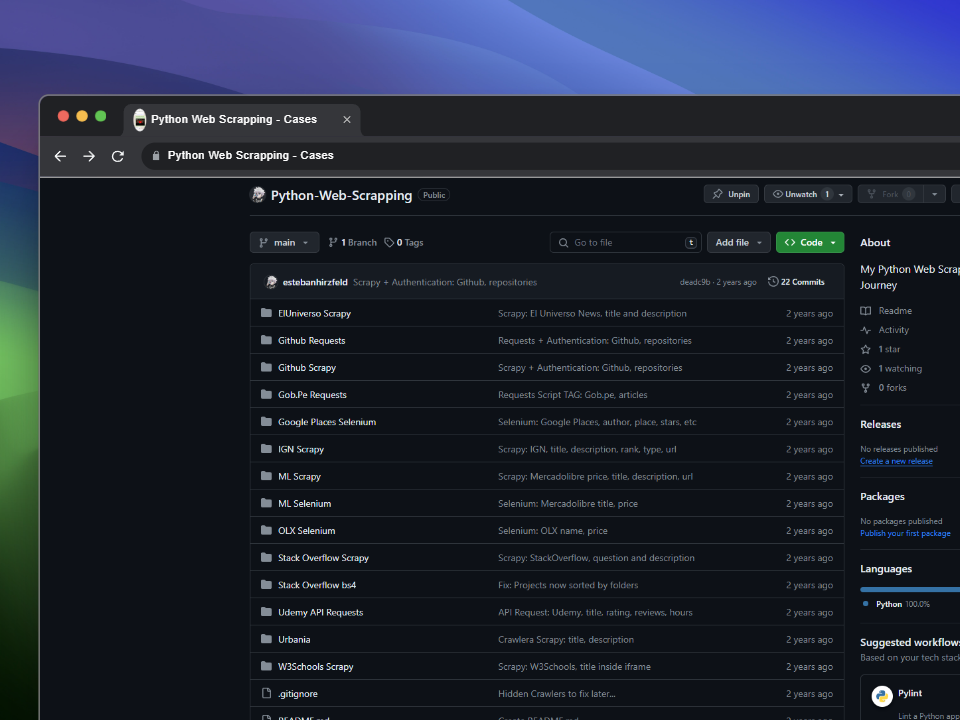 Python Web Scrapping - Cases
Python Web Scrapping - Cases
Python-Web-Scrapping Public
Unpin
Unwatch 1
Fork 0
main
1 Branch
0 Tags
Go to file t
Add file
Code
estebanhirzfeld Scrapy + Authentication: Github, repositories deadc9b · 2 years ago 22 Commits
ElUniverso Scrapy Scrapy: El Universo News, title and description 2 years ago
Github Requests Requests + Authentication: Github, repositories 2 years ago
Github Scrapy Scrapy + Authentication: Github, repositories 2 years ago
Gob.Pe Requests Requests Script TAG: Gob.pe, articles 2 years ago
Google Places Selenium Selenium: Google Places, author, place, stars, etc 2 years ago
IGN Scrapy Scrapy: IGN, title, description, rank, type, url 2 years ago
ML Scrapy Scrapy: Mercadolibre price, title, description, url 2 years ago
ML Selenium Selenium: Mercadolibre title, price 2 years ago
OLX Selenium Selenium: OLX name, price 2 years ago
Stack Overflow Scrapy Scrapy: StackOverflow, question and description 2 years ago
Stack Overflow bs4 Fix: Projects now sorted by folders 2 years ago
Udemy API Requests API Request: Udemy, title, rating, reviews, hours 2 years ago
Urbania Crawlera Scrapy: title, description 2 years ago
W3Schools Scrapy Scrapy: W3Schools, title inside iframe 2 years ago
.gitignore Hidden Crawlers to fix later... 2 years ago
README.md Create README.md 2 years ago
About
My Python Web Scrap
Journey
Readme
Activity
1 star
1 watching
0 forks
Releases
No releases published
Create a new release
Packages
No packages published
Publish your first package
Languages
Python 100.0%
Suggested workflows
Based on your tech stack
Pylint
Lint a Python app